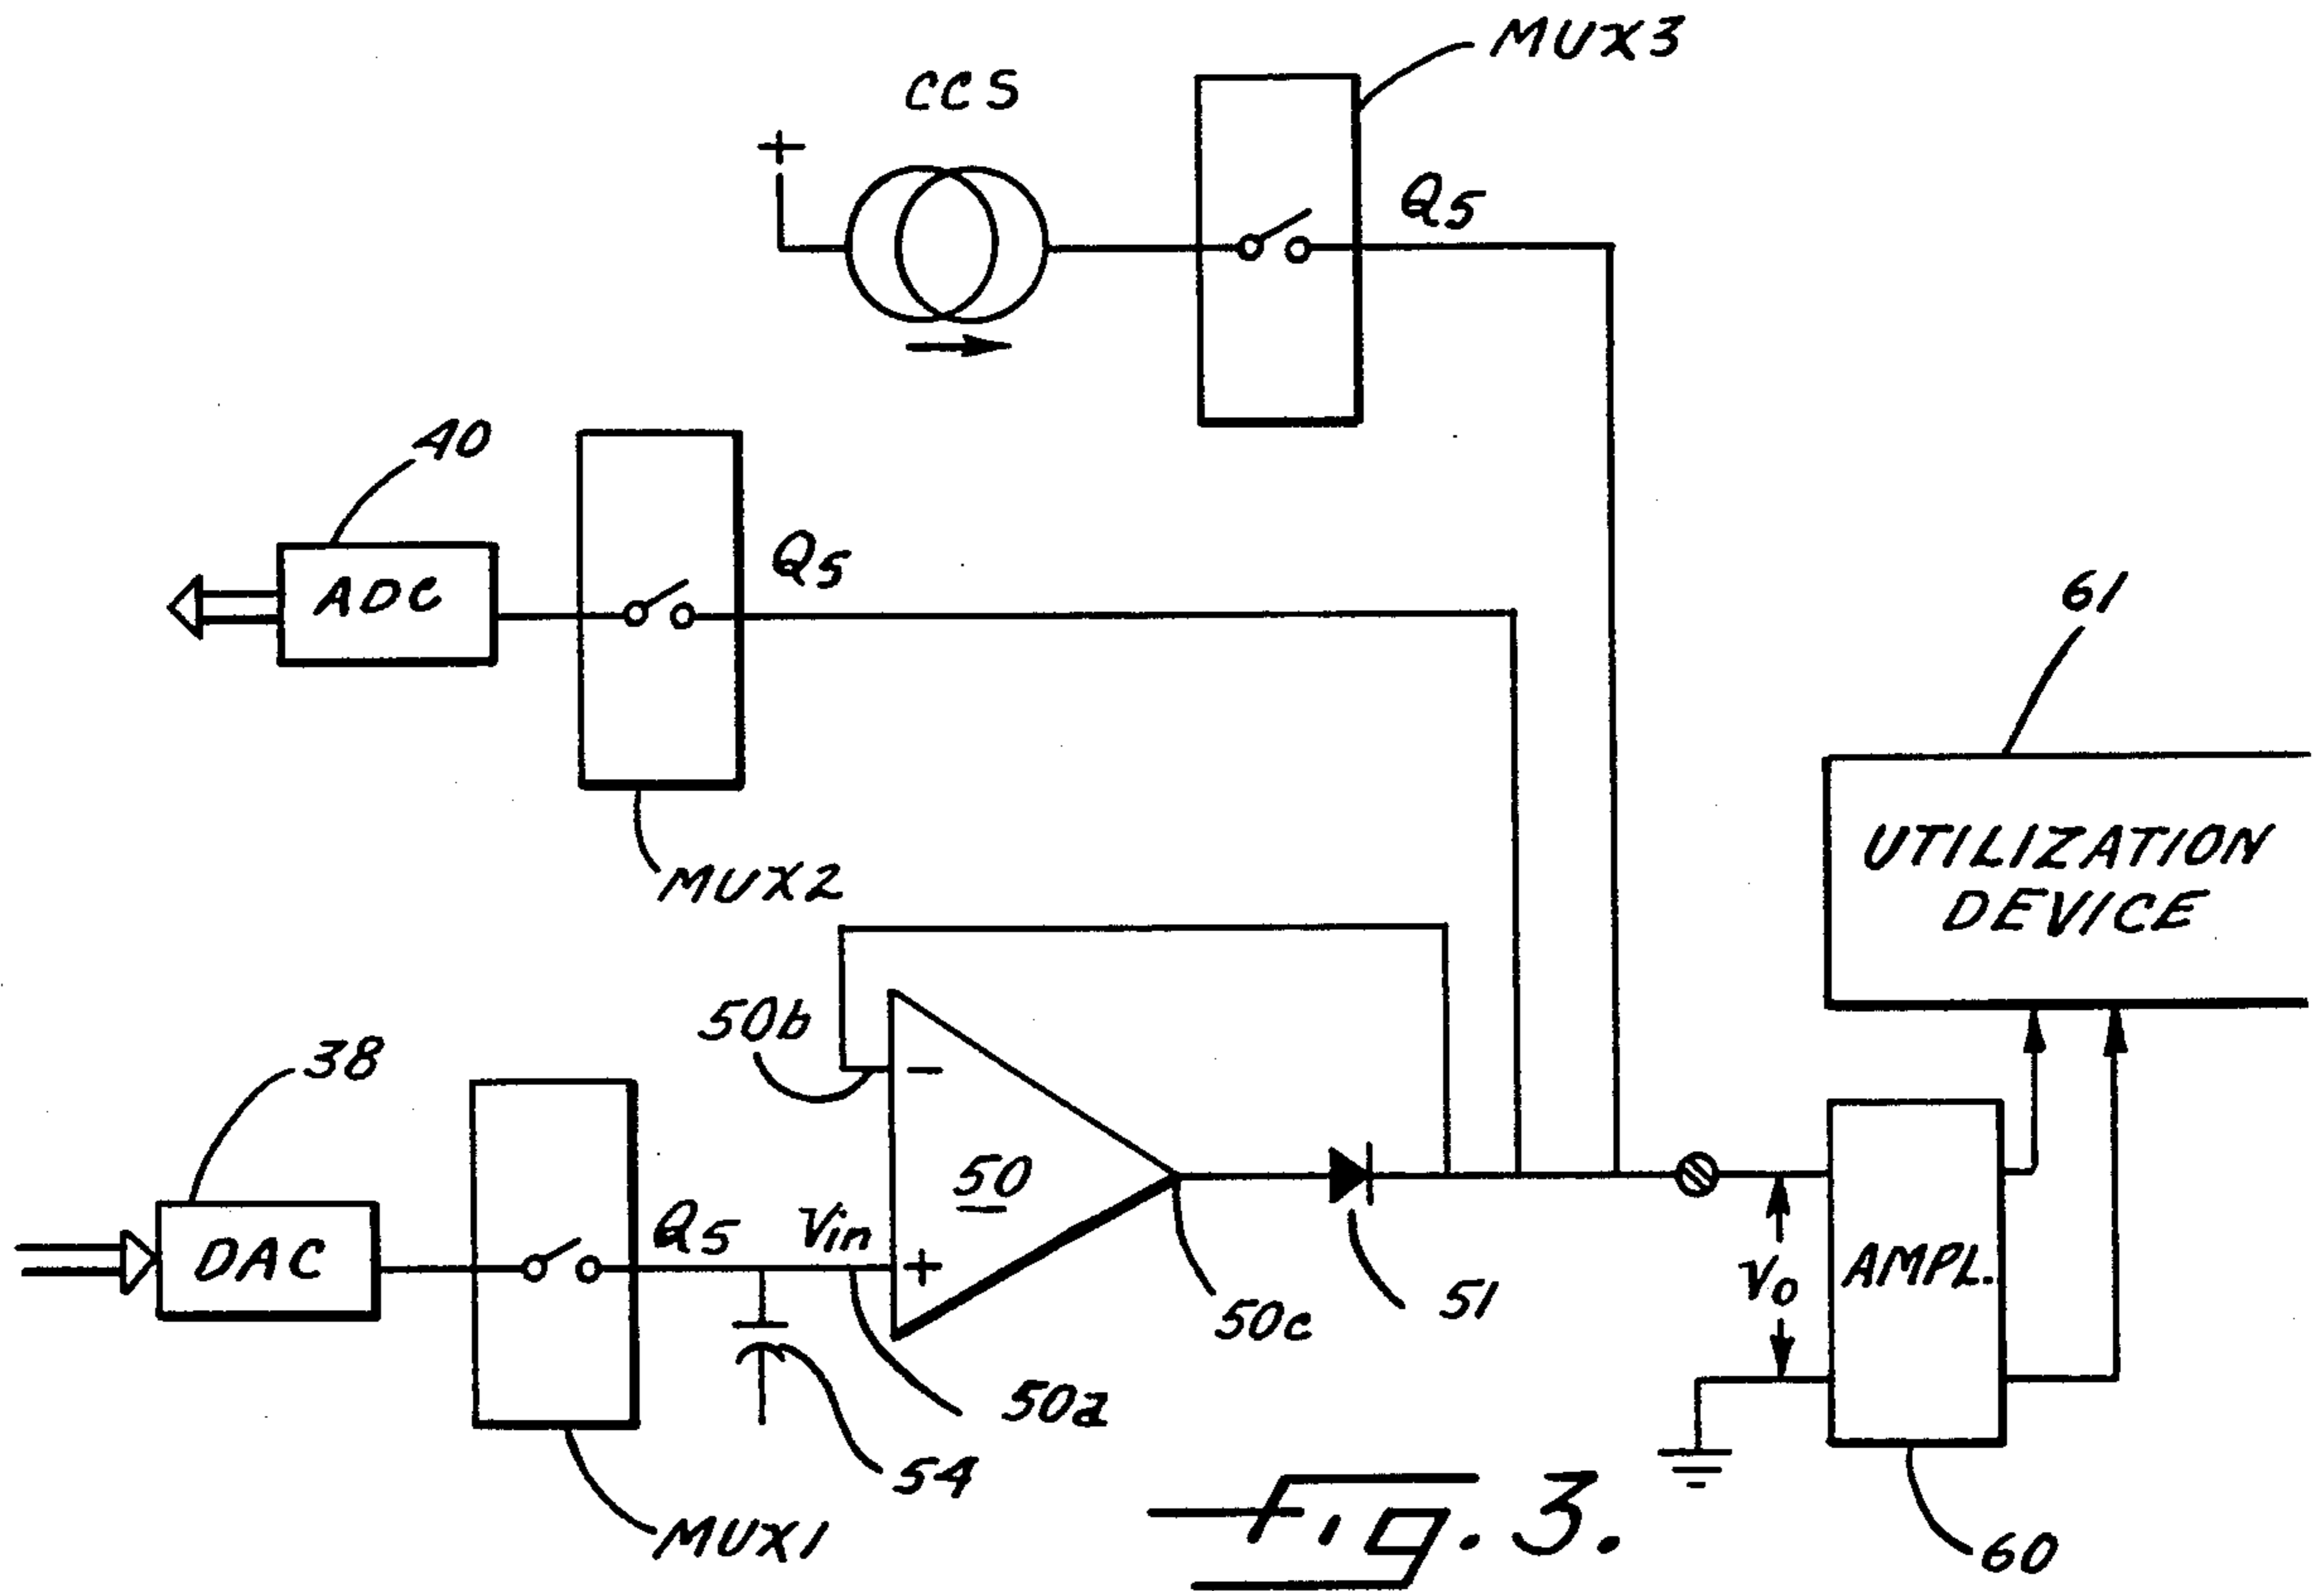 MUX3
CCS
+
Q5
40
ADC
Q5
61
MUX2
UTILIZATION
DEVICE
50b
38
−
50
DAC
Q5
Vin
+
AMPL.
Vo
51
50c
50a
54
MUX1
Fig. 3.
60